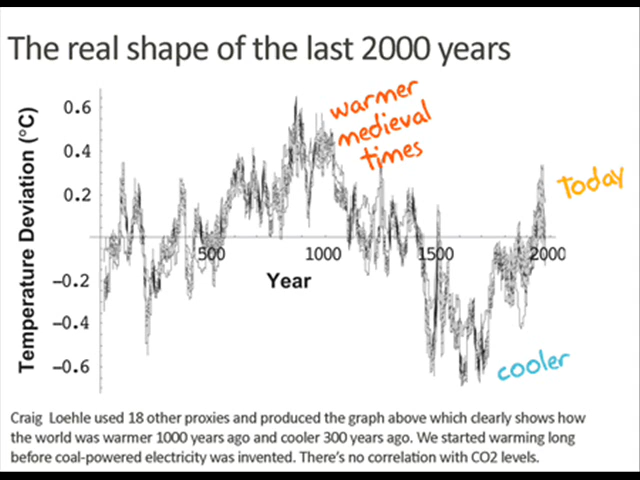 The real shape of the last 2000 years
0.6
0.4
0.2
−0.2
−0.4
−0.6
Temperature Deviation (°C)
500
1000
1500
2000
Year
warmer
medieval
times
Today
cooler
Craig Loehle used 18 other proxies and produced the graph above which clearly shows how
the world was warmer 1000 years ago and cooler 300 years ago. We started warming long
before coal-powered electricity was invented. There's no correlation with CO2 levels.